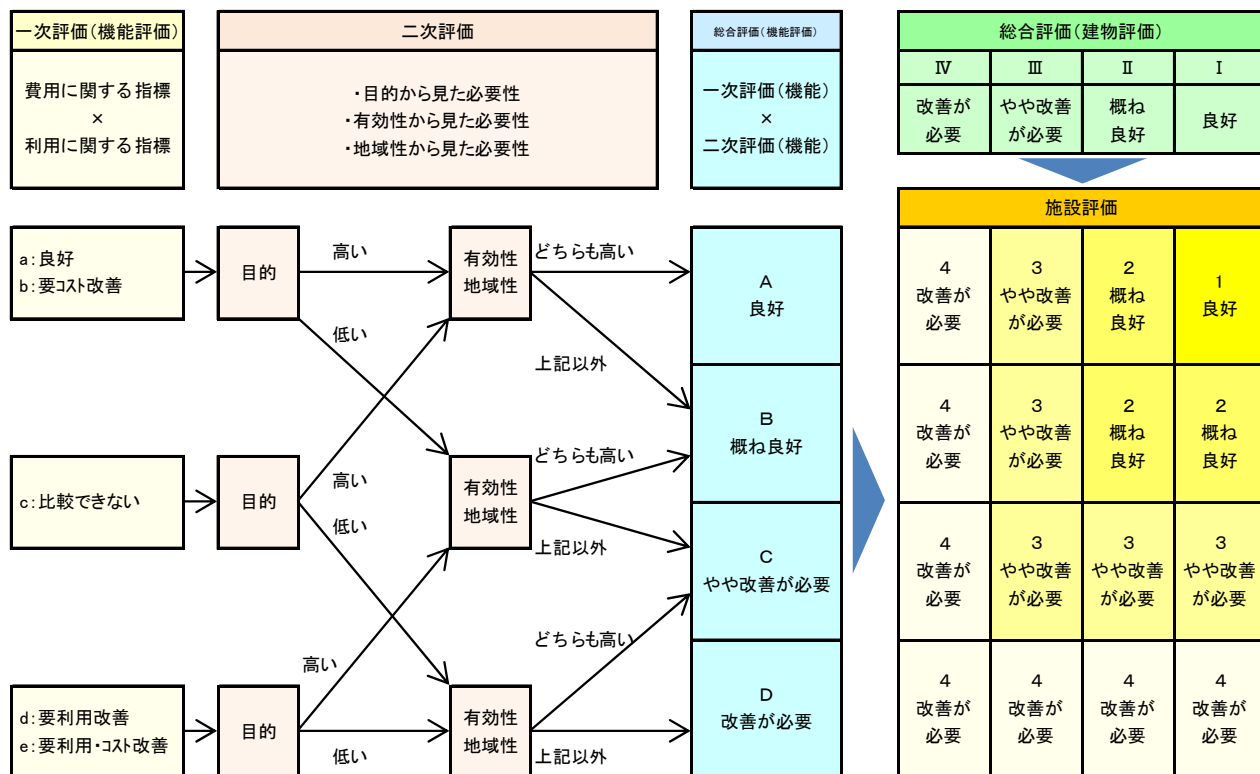 一次評価(機能評価)
費用に関する指標
×
利用に関する指標
二次評価
・目的から見た必要性
・有効性から見た必要性
・地域性から見た必要性
総合評価(機能評価)
一次評価(機能)
×
二次評価(機能)
総合評価(建物評価)
Ⅳ
Ⅲ
Ⅱ
Ⅰ
改善が
必要
やや改善
が必要
概ね
良好
良好
a:良好
b:要コスト改善
目的
高い
低い
有効性
地域性
どちらも高い
上記以外
c:比較できない
目的
高い
低い
有効性
地域性
どちらも高い
上記以外
d:要利用改善
e:要利用・コスト改善
目的
高い
低い
有効性
地域性
どちらも高い
上記以外
A
良好
B
概ね良好
C
やや改善が必要
D
改善が必要
施設評価
4
改善が
必要
3
やや改善
が必要
2
概ね
良好
1
良好
4
改善が
必要
3
やや改善
が必要
2
概ね
良好
2
概ね
良好
4
改善が
必要
3
やや改善
が必要
3
やや改善
が必要
3
やや改善
が必要
4
改善が
必要
4
改善が
必要
4
改善が
必要
4
改善が
必要